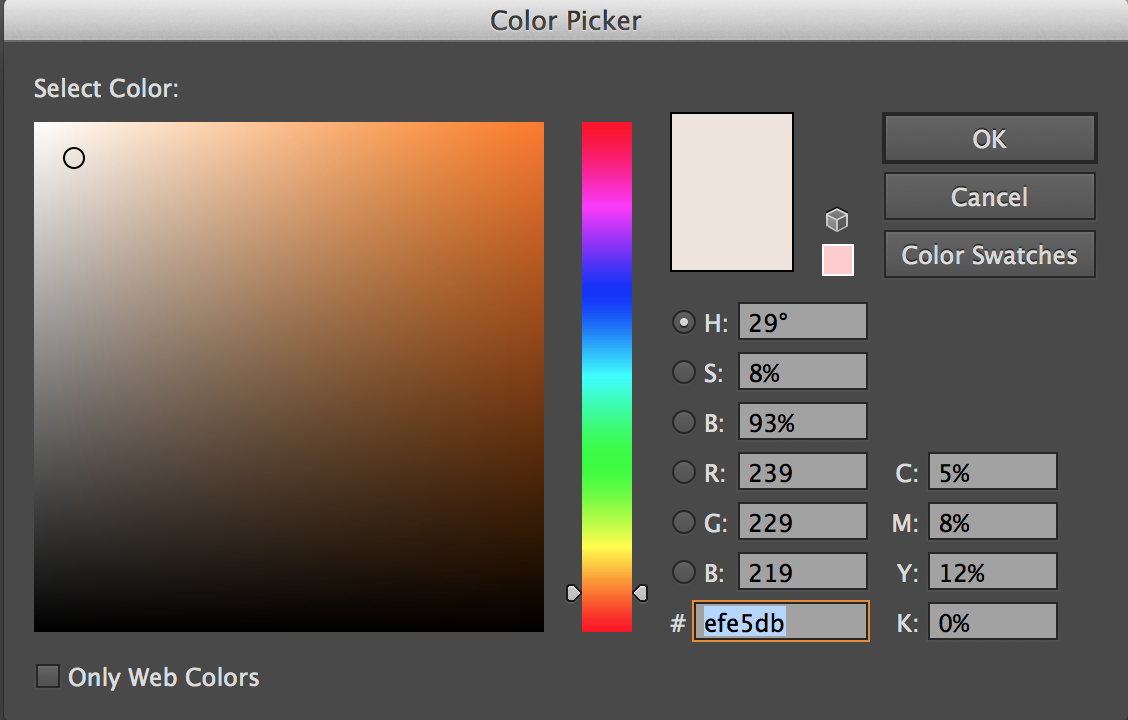 Color Picker
Select Color:
OK
Cancel
Color Swatches
H: 29°
S: 8%
B: 93%
R: 239 C: 5%
G: 229 M: 8%
B: 219 Y: 12%
# efe5db K: 0%
Only Web Colors